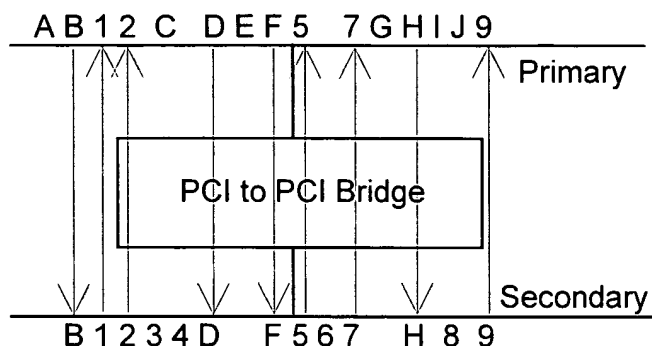 A B 1 2 C D E F 5 7 G H I J 9
Primary
PCI to PCI Bridge
Secondary
B 1 2 3 4 D F 5 6 7 H 8 9